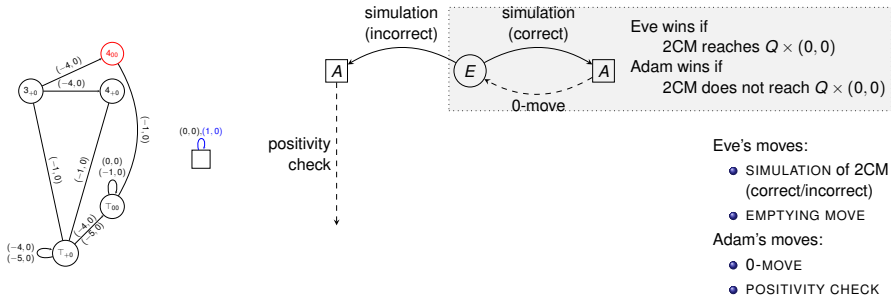 simulation
(incorrect)
simulation
(correct)
A
E
A
0-move
positivity
check
Eve wins if
2CM reaches Q × (0, 0)
Adam wins if
2CM does not reach Q × (0, 0)
4₀₀
(−4, 0)
(−4, 0)
3₊₀
4₊₀
(−1, 0)
(−1, 0)
(−1, 0)
(0, 0)
(−1, 0)
⊤₀₀
(−4, 0)
(−5, 0)
(−4, 0)
(−5, 0)
⊤₊₀
(0, 0),(1, 0)
Eve's moves:
SIMULATION of 2CM
(correct/incorrect)
EMPTYING MOVE
Adam's moves:
0-MOVE
POSITIVITY CHECK